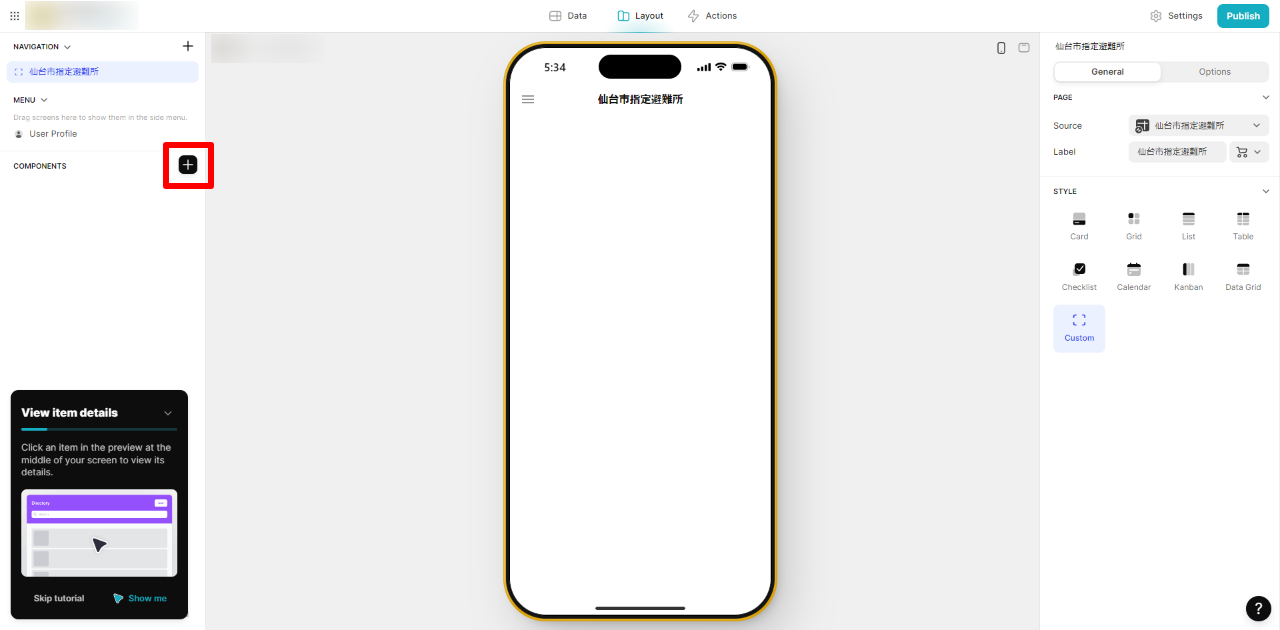 Data
Layout
Actions
Settings
Publish
NAVIGATION
仙台市指定避難所
MENU
Drag screens here to show them in the side menu.
User Profile
COMPONENTS
View item details
Click an item in the preview at the
middle of your screen to view its
details.
Directory
Skip tutorial
Show me
5:34
仙台市指定避難所
仙台市指定避難所
General
Options
PAGE
Source
仙台市指定避難所
Label
仙台市指定避難所
STYLE
Card
Grid
List
Table
Checklist
Calendar
Kanban
Data Grid
Custom
?